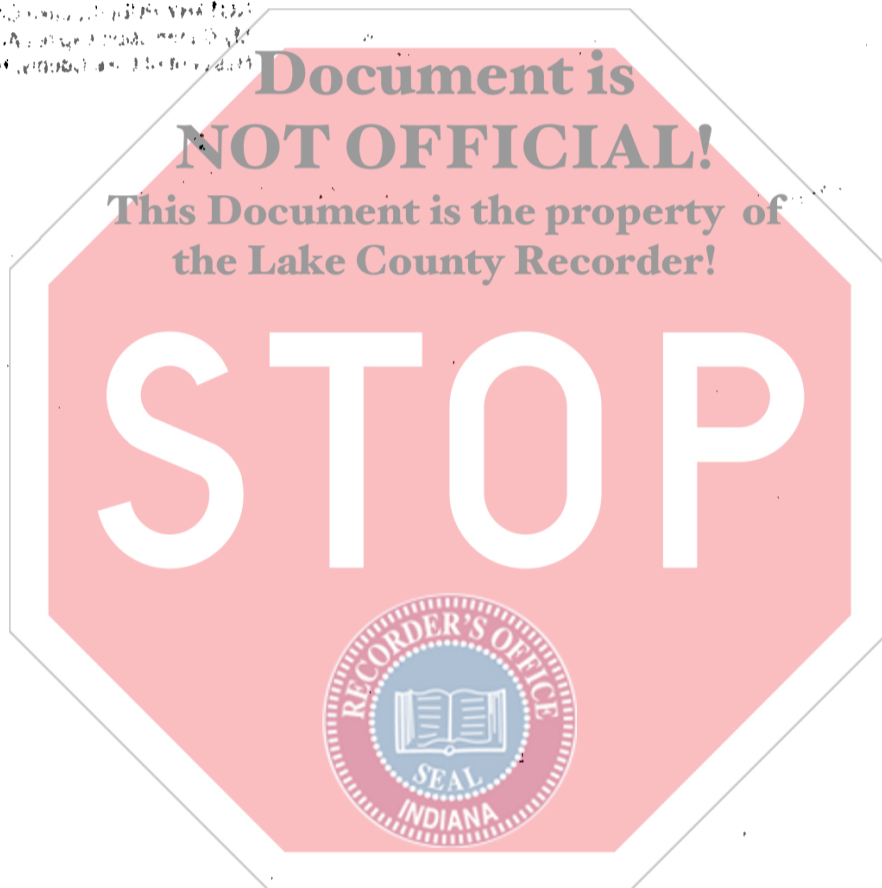 Document is
NOT OFFICIAL!
This Document is the property of
the Lake County Recorder!
STOP
RECORDER'S OFFICE
SEAL
INDIANA